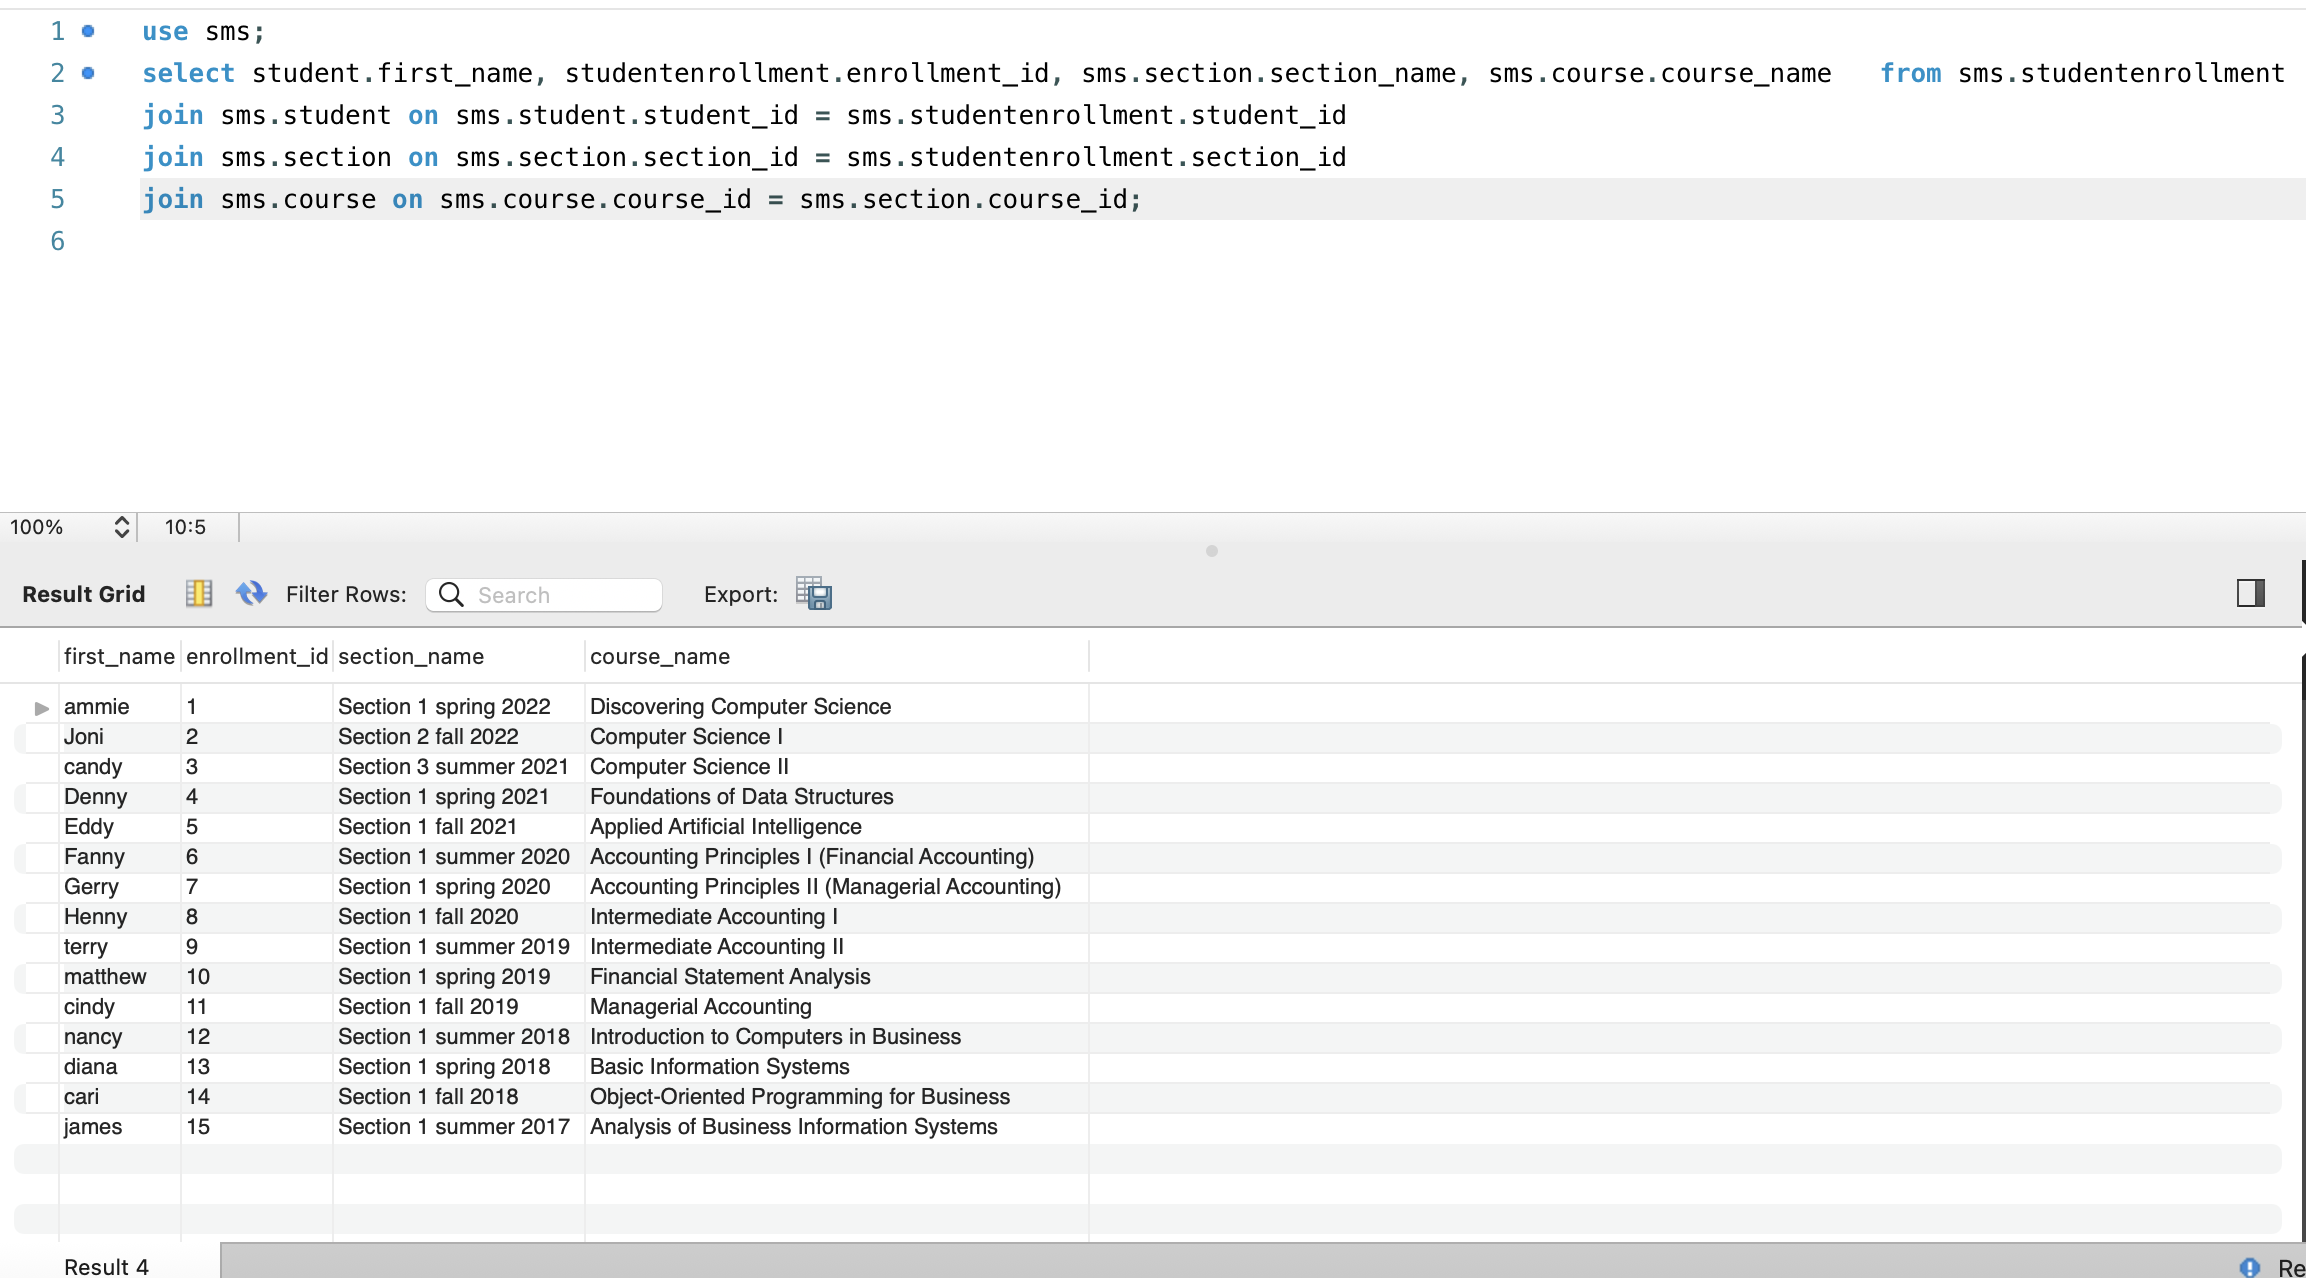 1 use sms;
2 select student.first_name, studentenrollment.enrollment_id, sms.section.section_name, sms.course.course_name   from sms.studentenrollment
3 join sms.student on sms.student.student_id = sms.studentenrollment.student_id
4 join sms.section on sms.section.section_id = sms.studentenrollment.section_id
5 join sms.course on sms.course.course_id = sms.section.course_id;
6
100% 10:5
Result Grid Filter Rows: Search Export:
first_name enrollment_id section_name course_name
ammie 1 Section 1 spring 2022 Discovering Computer Science
Joni 2 Section 2 fall 2022 Computer Science I
candy 3 Section 3 summer 2021 Computer Science II
Denny 4 Section 1 spring 2021 Foundations of Data Structures
Eddy 5 Section 1 fall 2021 Applied Artificial Intelligence
Fanny 6 Section 1 summer 2020 Accounting Principles I (Financial Accounting)
Gerry 7 Section 1 spring 2020 Accounting Principles II (Managerial Accounting)
Henny 8 Section 1 fall 2020 Intermediate Accounting I
terry 9 Section 1 summer 2019 Intermediate Accounting II
matthew 10 Section 1 spring 2019 Financial Statement Analysis
cindy 11 Section 1 fall 2019 Managerial Accounting
nancy 12 Section 1 summer 2018 Introduction to Computers in Business
diana 13 Section 1 spring 2018 Basic Information Systems
cari 14 Section 1 fall 2018 Object-Oriented Programming for Business
james 15 Section 1 summer 2017 Analysis of Business Information Systems
Result 4 Re